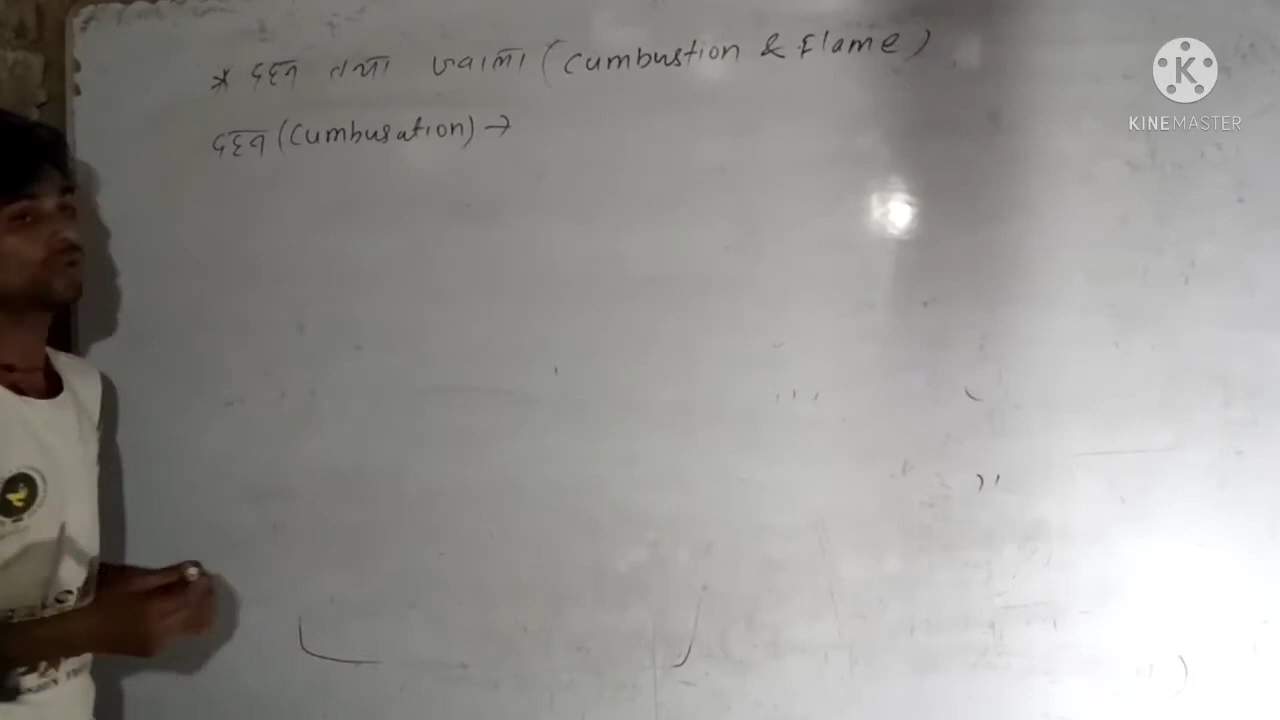 * दहन तथा ज्वाला (Cumbustion & Flame)
दहन (Cumbusation) →
KINEMASTER